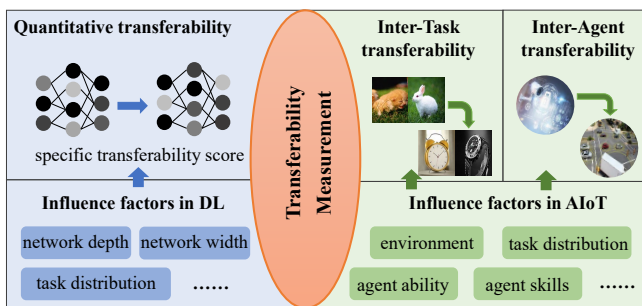 Quantitative transferability
specific transferability score
Influence factors in DL
network depth
network width
task distribution
......
Transferability
Measurement
Inter-Task
transferability
Inter-Agent
transferability
Influence factors in AIoT
environment
task distribution
agent ability
agent skills
......